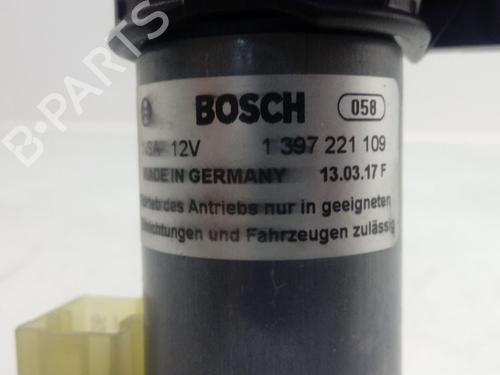 BOSCH 058
12V 1 397 221 109
MADE IN GERMANY 13.03.17 F
des Antriebs nur in geeigneten
und Fahrzeugen zulässig
B-PARTS